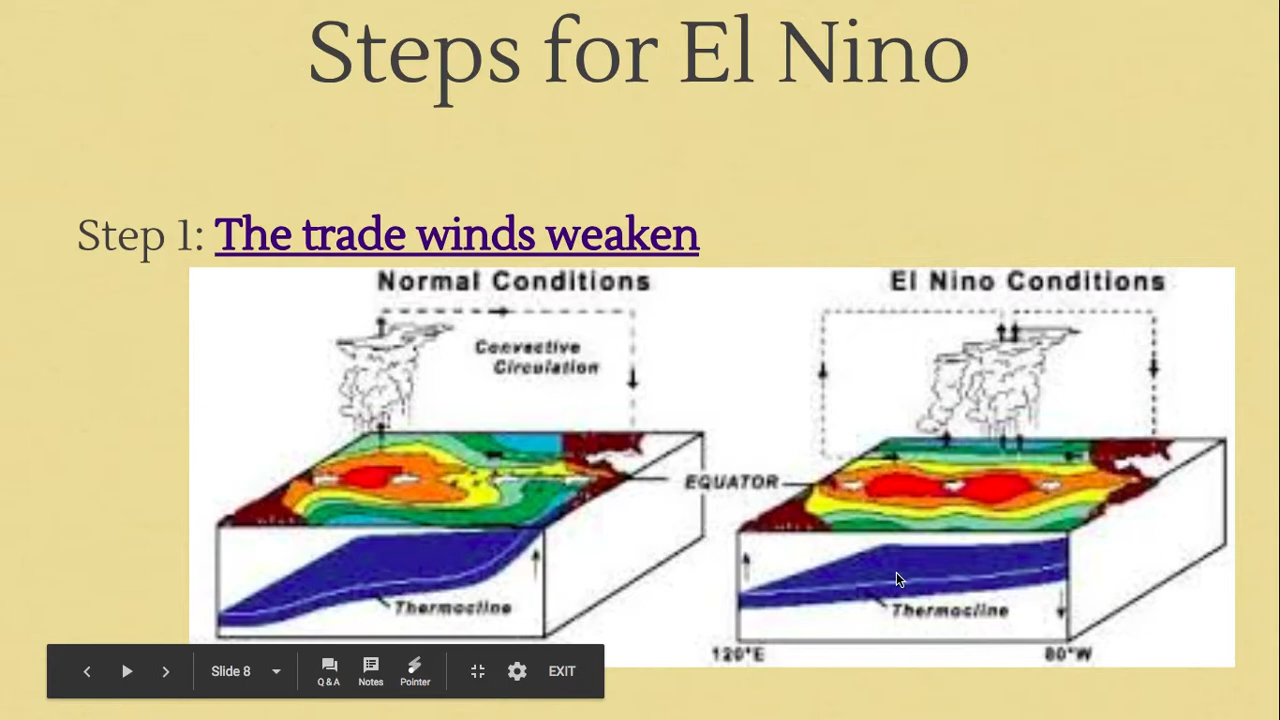 Steps for El Nino
Step 1: The trade winds weaken
Normal Conditions
El Nino Conditions
Convective
Circulation
EQUATOR
Thermocline
Thermocline
120°E
80°W
Slide 8
Q & A
Notes
Pointer
EXIT